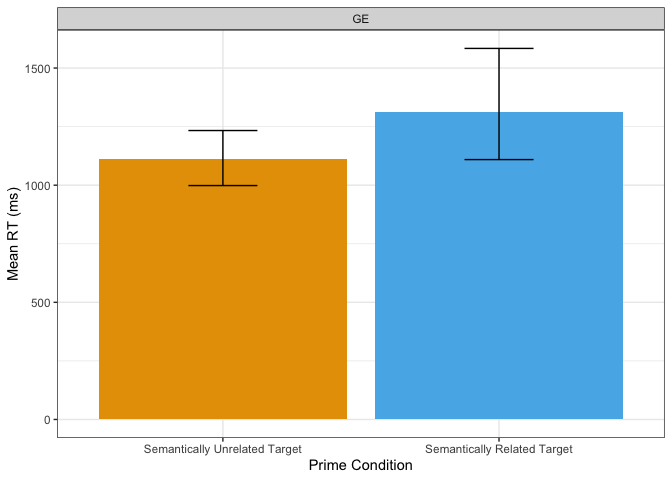 GE
Mean RT (ms)
1500
1000
500
0
Semantically Unrelated Target
Semantically Related Target
Prime Condition